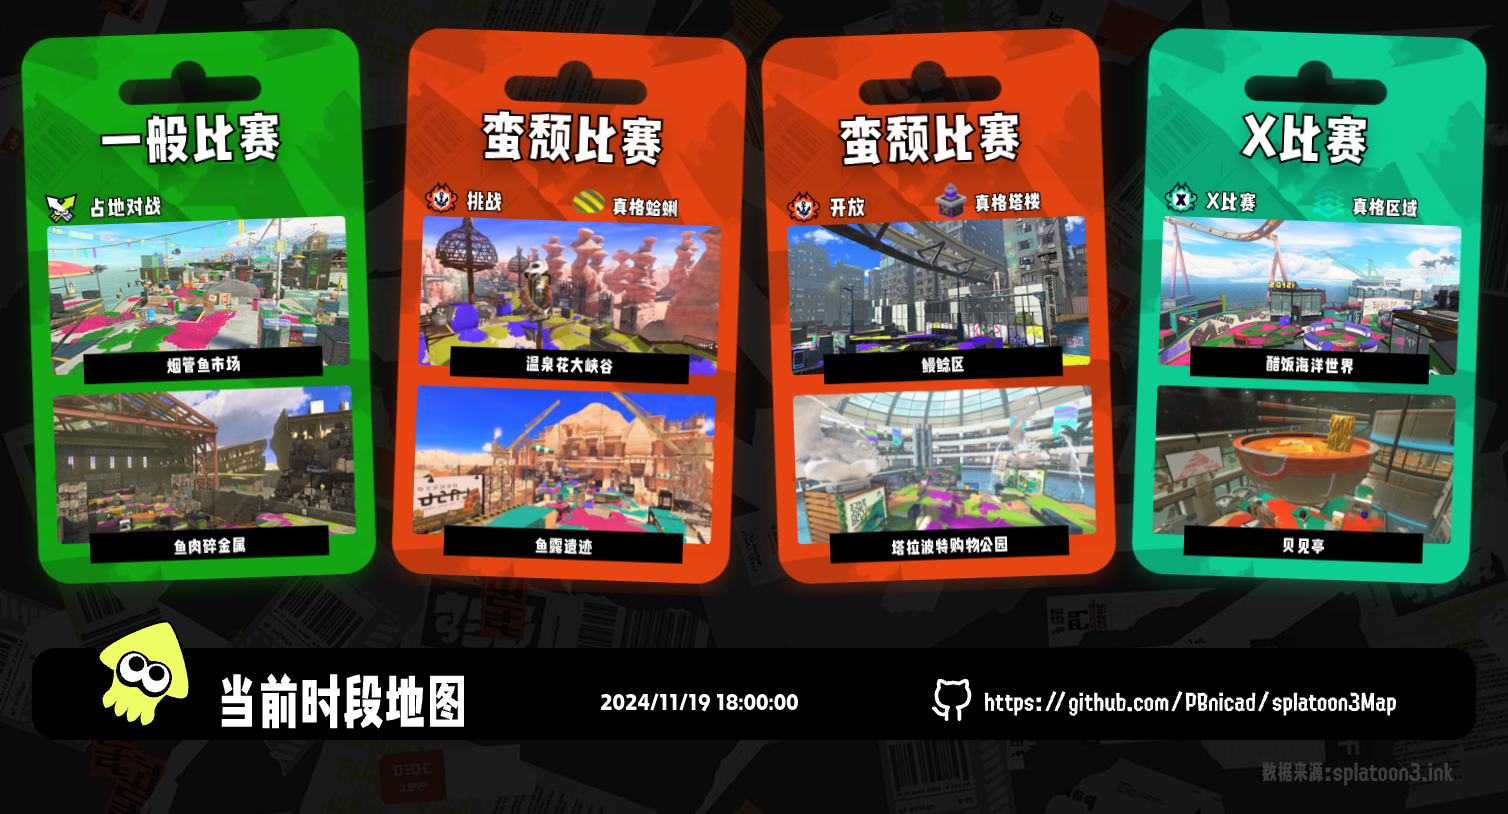 一般比赛
占地对战
烟管鱼市场
鱼肉碎金属
蛮颓比赛
挑战
真格蛤蜊
温泉花大峡谷
鱼露遗迹
蛮颓比赛
开放
真格塔楼
鳗鲶区
塔拉波特购物公园
X比赛
X比赛
真格区域
醋饭海洋世界
贝见亭
当前时段地图
2024/11/19 18:00:00
https://github.com/PBnicad/splatoon3Map
数据来源:splatoon3.ink